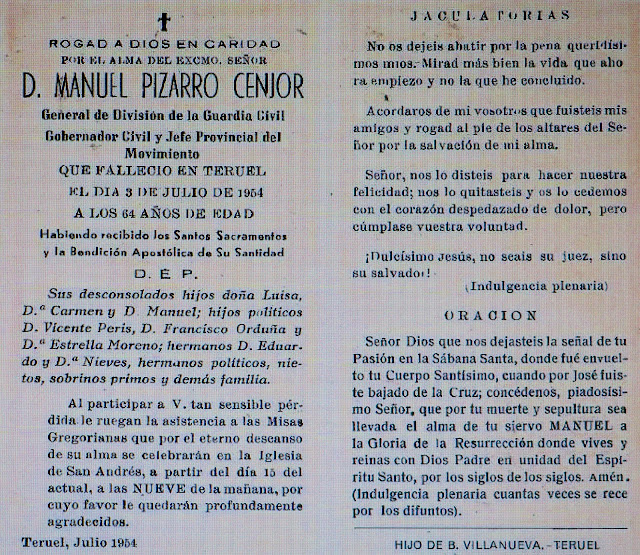 ROGAD A DIOS EN CARIDAD
POR EL ALMA DEL EXCMO. SEÑOR
D. MANUEL PIZARRO CENJOR
General de División de la Guardia Civil
Gobernador Civil y Jefe Provincial del
Movimiento
QUE FALLECIO EN TERUEL
EL DIA 3 DE JULIO DE 1954
A LOS 64 AÑOS DE EDAD
Habiendo recibido los Santos Sacramentos
y la Bendición Apostólica de Su Santidad
D. E. P.
Sus desconsolados hijos doña Luisa,
D.ª Carmen y D. Manuel; hijos políticos
D. Vicente Peris, D. Francisco Orduña y
D.ª Estrella Moreno; hermanos D. Eduar-
do y D.ª Nieves, hermanos políticos, nie-
tos, sobrinos primos y demás familia.
Al participar a V. tan sensible pér-
dida le ruegan la asistencia a las Misas
Gregorianas que por el eterno descanso
de su alma se celebrarán en la Iglesia
de San Andrés, a partir del día 15 del
actual, a las NUEVE de la mañana, por
cuyo favor le quedarán profundamente
agradecidos.
Teruel, Julio 1954
JACULATORIAS
No os dejeis abatir por la pena queridísi-
mos míos. Mirad más bien la vida que aho
ra empiezo y no la que he concluido.
Acordaros de mi vosotros que fuisteis mis
amigos y rogad al pie de los altares del Se-
ñor por la salvación de mi alma.
Señor, nos lo disteis para hacer nuestra
felicidad; nos lo quitasteis y os lo cedemos
con el corazón despedazado de dolor, pero
cúmplase vuestra voluntad.
¡Dulcísimo Jesús, no seais su juez, sino
su salvador!
(Indulgencia plenaria)
ORACION
Señor Dios que nos dejasteis la señal de tu
Pasión en la Sábana Santa, donde fué envuel-
to tu Cuerpo Santísimo, cuando por José fuis-
te bajado de la Cruz; concédenos, piadosísi-
mo Señor, que por tu muerte y sepultura sea
llevada el alma de tu siervo MANUEL a
la Gloria de la Resurrección donde vives y
reinas con Dios Padre en unidad del Espí-
ritu Santo, por los siglos de los siglos. Amén.
(Indulgencia plenaria cuantas veces se rece
por los difuntos).
HIJO DE B. VILLANUEVA.-TERUEL